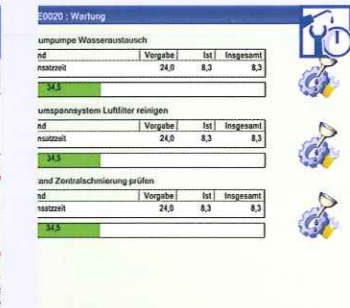 E0020 : Wartung
umpumpe Wasseraustausch
nd Vorgabe Ist Insgesamt
nsatzzeit 24,0 8,3 8,3
34,5
umspannsystem Luftfilter reinigen
nd Vorgabe Ist Insgesamt
nsatzzeit 24,0 8,3 8,3
34,5
and Zentralschmierung prüfen
nd Vorgabe Ist Insgesamt
nsatzzeit 24,0 8,3 8,3
34,5